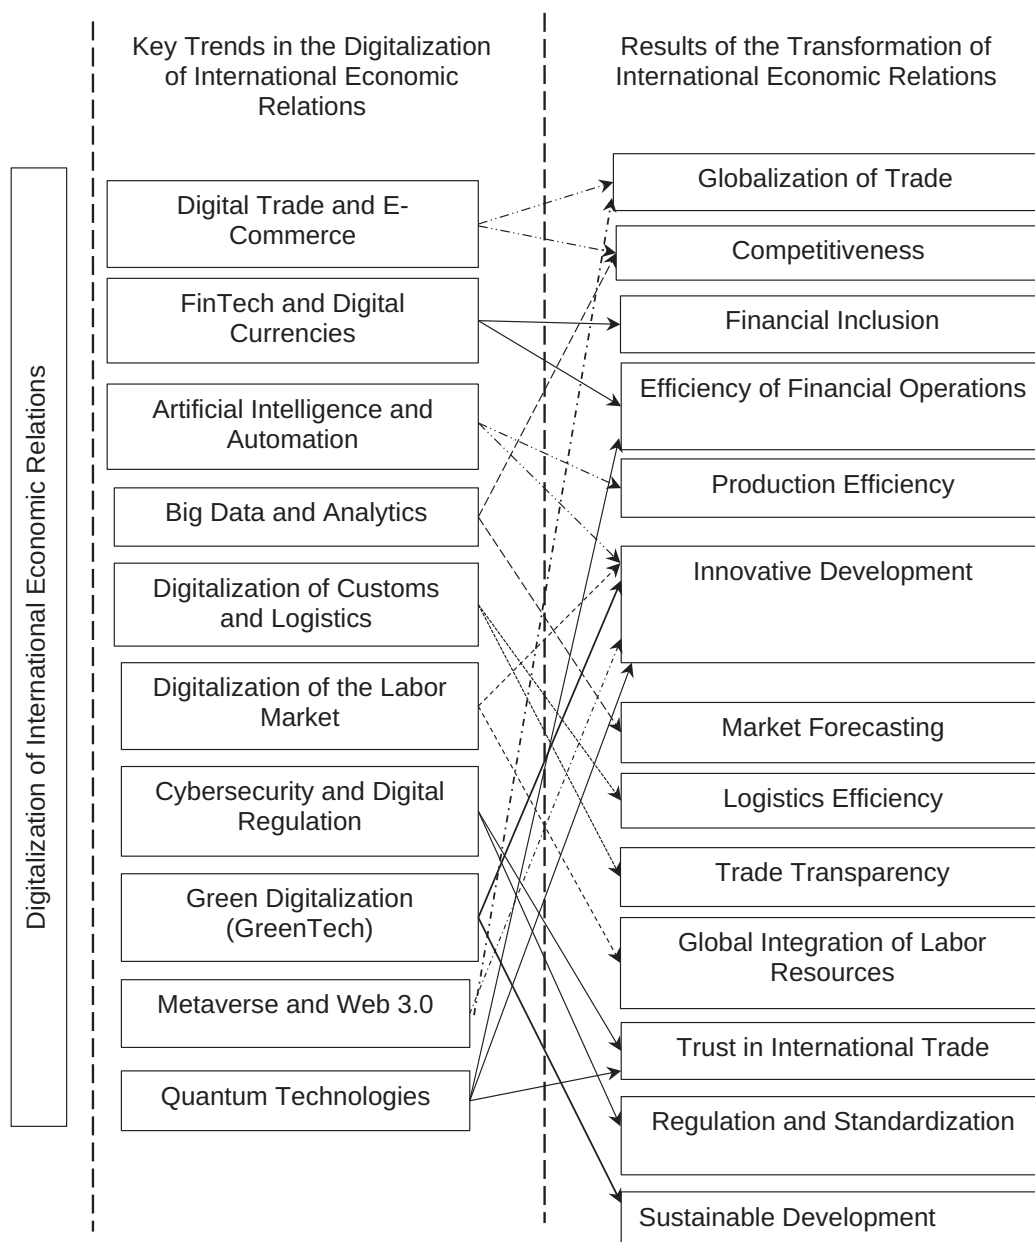 Key Trends in the Digitalization
of International Economic
Relations
Results of the Transformation of
International Economic Relations
Digitalization of International Economic Relations
Digital Trade and E-
Commerce
FinTech and Digital
Currencies
Artificial Intelligence and
Automation
Big Data and Analytics
Digitalization of Customs
and Logistics
Digitalization of the Labor
Market
Cybersecurity and Digital
Regulation
Green Digitalization
(GreenTech)
Metaverse and Web 3.0
Quantum Technologies
Globalization of Trade
Competitiveness
Financial Inclusion
Efficiency of Financial Operations
Production Efficiency
Innovative Development
Market Forecasting
Logistics Efficiency
Trade Transparency
Global Integration of Labor
Resources
Trust in International Trade
Regulation and Standardization
Sustainable Development